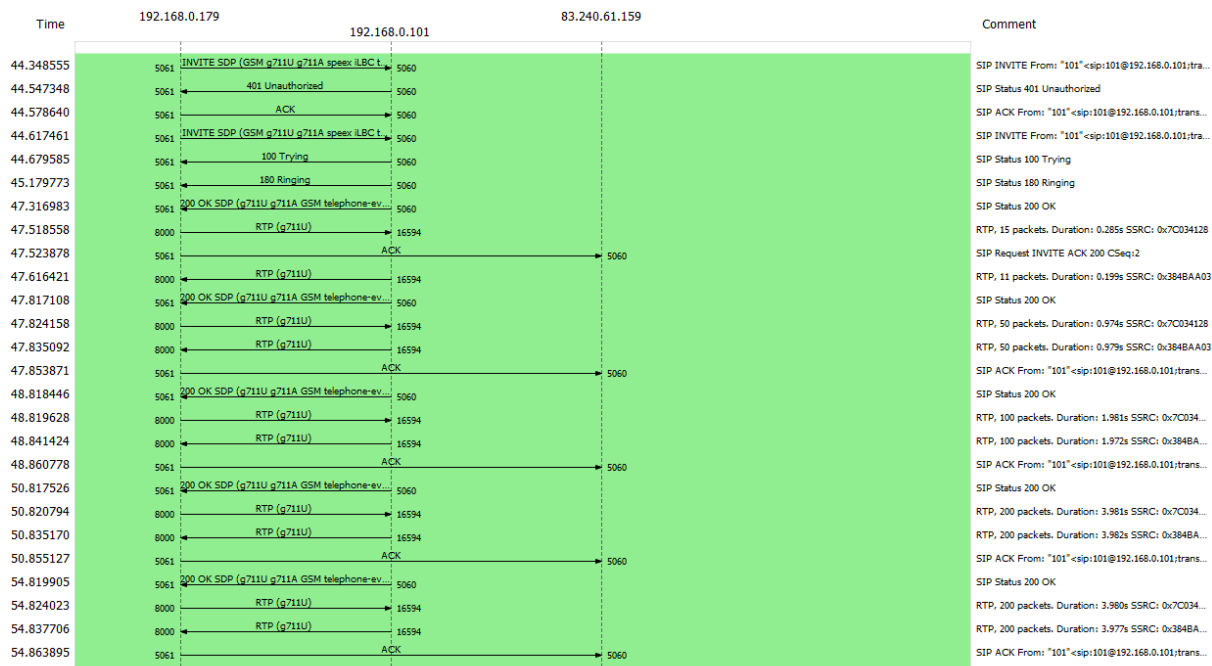 Time 192.168.0.179 192.168.0.101 83.240.61.159 Comment
44.348555 5061 INVITE SDP (GSM g711U g711A speex iLBC t... 5060 SIP INVITE From: "101"<sip:101@192.168.0.101;tra...
44.547348 5061 401 Unauthorized 5060 SIP Status 401 Unauthorized
44.578640 5061 ACK 5060 SIP ACK From: "101"<sip:101@192.168.0.101;trans...
44.617461 5061 INVITE SDP (GSM g711U g711A speex iLBC t... 5060 SIP INVITE From: "101"<sip:101@192.168.0.101;tra...
44.679585 5061 100 Trying 5060 SIP Status 100 Trying
45.179773 5061 180 Ringing 5060 SIP Status 180 Ringing
47.316983 5061 200 OK SDP (g711U g711A GSM telephone-ev... 5060 SIP Status 200 OK
47.518558 8000 RTP (g711U) 16594 RTP, 15 packets. Duration: 0.285s SSRC: 0x7C034128
47.523878 5061 ACK 5060 SIP Request INVITE ACK 200 CSeq:2
47.616421 8000 RTP (g711U) 16594 RTP, 11 packets. Duration: 0.199s SSRC: 0x384BAA03
47.817108 5061 200 OK SDP (g711U g711A GSM telephone-ev... 5060 SIP Status 200 OK
47.824158 8000 RTP (g711U) 16594 RTP, 50 packets. Duration: 0.974s SSRC: 0x7C034128
47.835092 8000 RTP (g711U) 16594 RTP, 50 packets. Duration: 0.979s SSRC: 0x384BAA03
47.853871 5061 ACK 5060 SIP ACK From: "101"<sip:101@192.168.0.101;trans...
48.818446 5061 200 OK SDP (g711U g711A GSM telephone-ev... 5060 SIP Status 200 OK
48.819628 8000 RTP (g711U) 16594 RTP, 100 packets. Duration: 1.981s SSRC: 0x7C034...
48.841424 8000 RTP (g711U) 16594 RTP, 100 packets. Duration: 1.972s SSRC: 0x384BA...
48.860778 5061 ACK 5060 SIP ACK From: "101"<sip:101@192.168.0.101;trans...
50.817526 5061 200 OK SDP (g711U g711A GSM telephone-ev... 5060 SIP Status 200 OK
50.820794 8000 RTP (g711U) 16594 RTP, 200 packets. Duration: 3.981s SSRC: 0x7C034...
50.835170 8000 RTP (g711U) 16594 RTP, 200 packets. Duration: 3.982s SSRC: 0x384BA...
50.855127 5061 ACK 5060 SIP ACK From: "101"<sip:101@192.168.0.101;trans...
54.819905 5061 200 OK SDP (g711U g711A GSM telephone-ev... 5060 SIP Status 200 OK
54.824023 8000 RTP (g711U) 16594 RTP, 200 packets. Duration: 3.980s SSRC: 0x7C034...
54.837706 8000 RTP (g711U) 16594 RTP, 200 packets. Duration: 3.977s SSRC: 0x384BA...
54.863895 5061 ACK 5060 SIP ACK From: "101"<sip:101@192.168.0.101;trans...